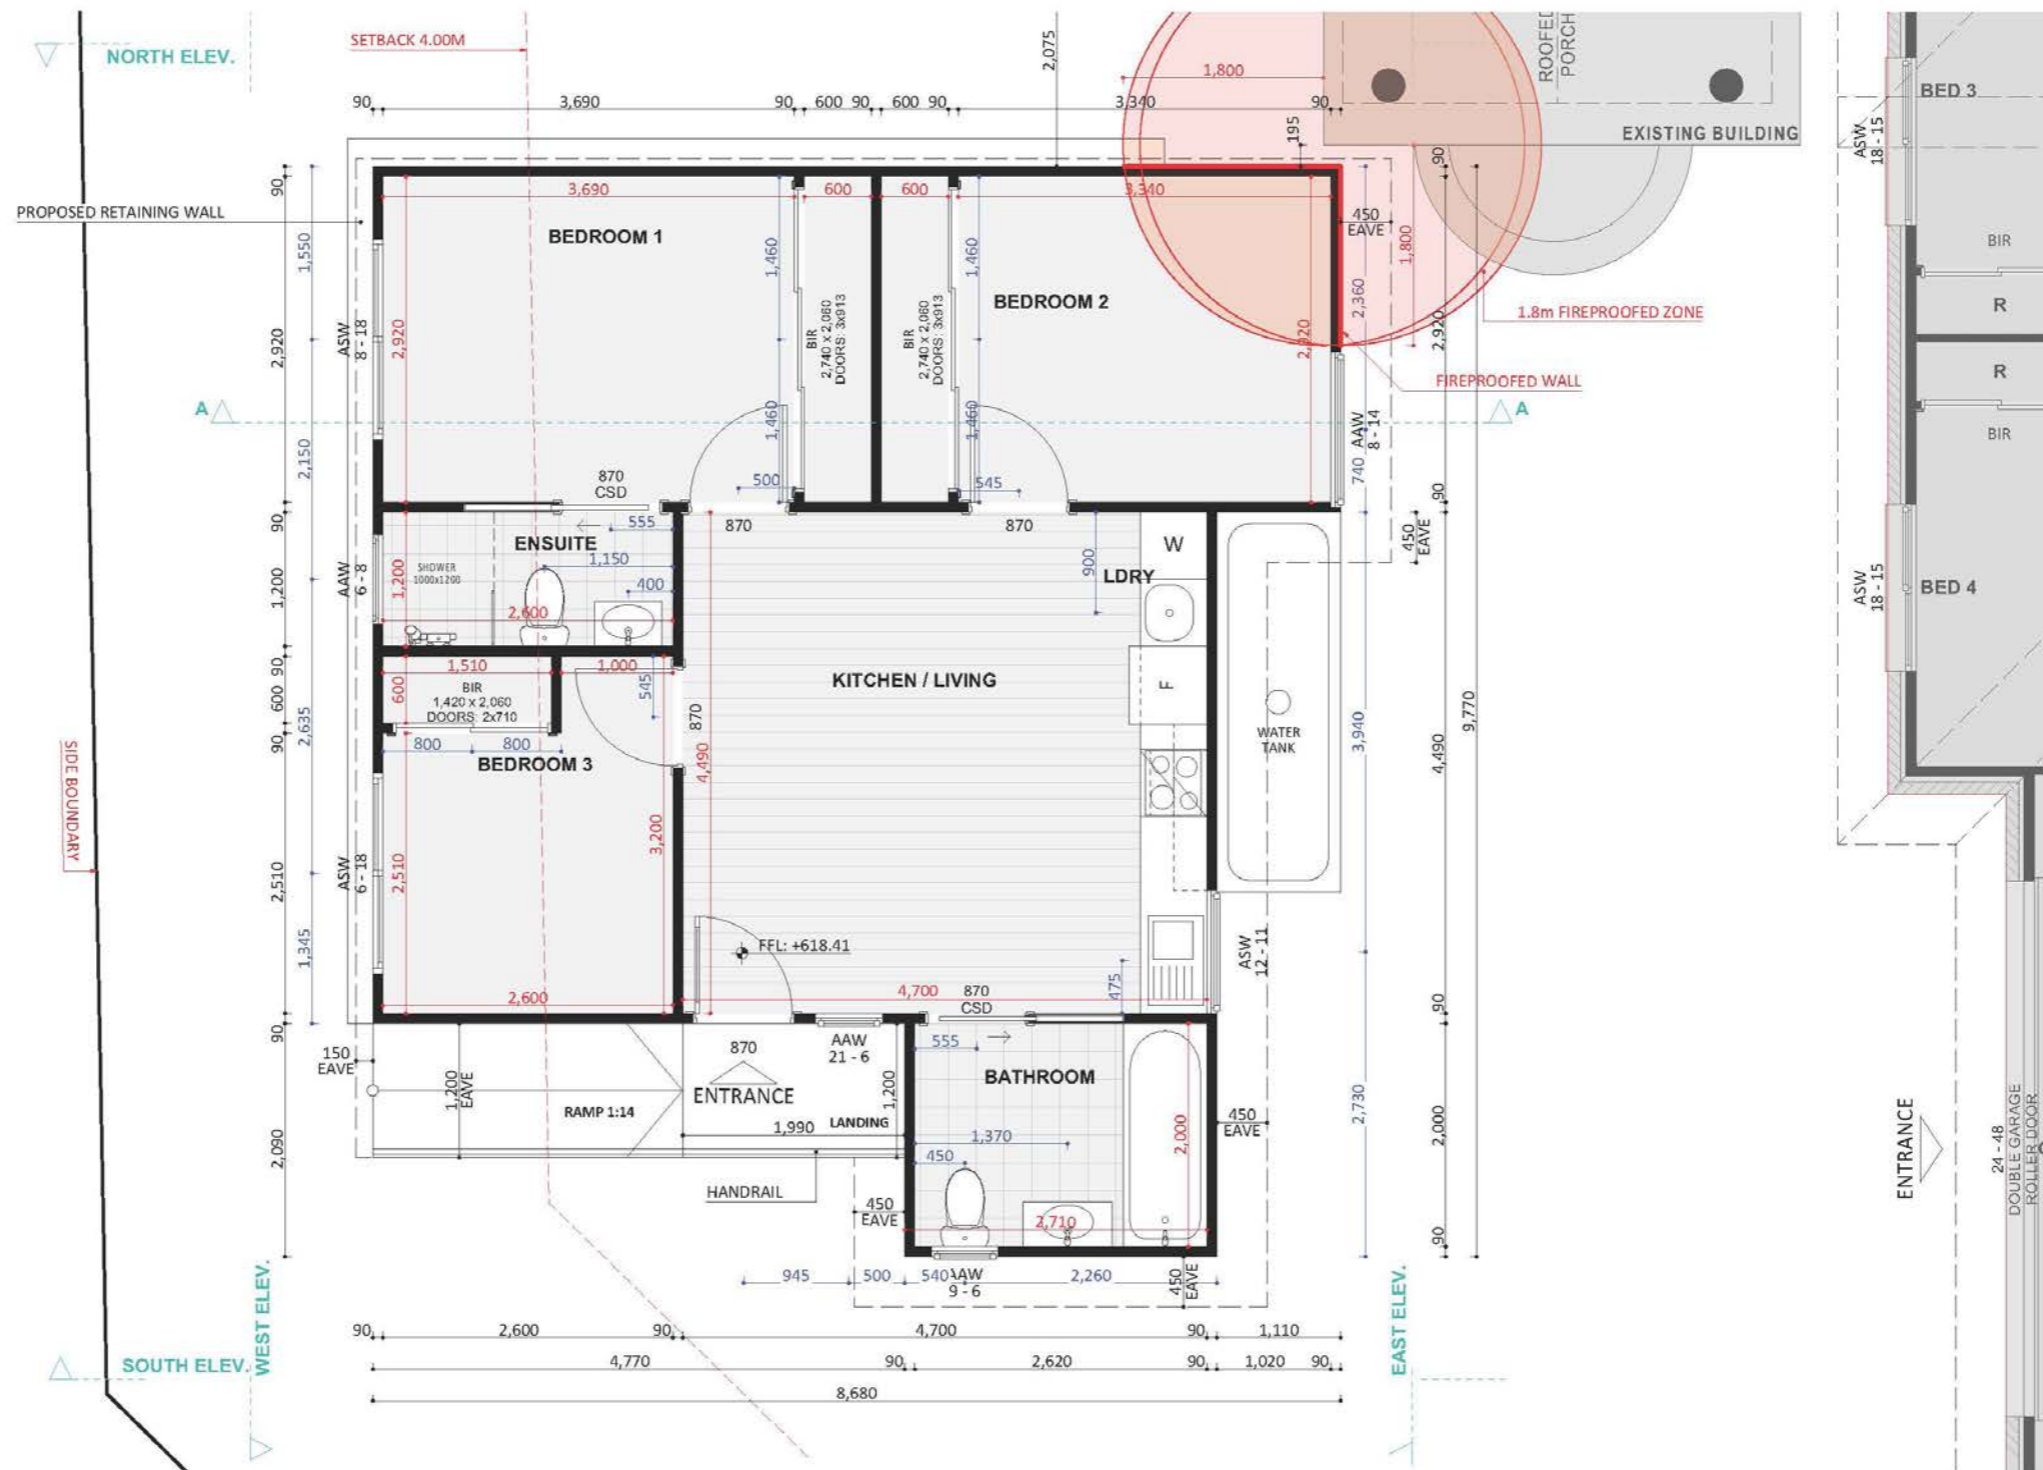 NORTH ELEV.
SETBACK 4.00M
2,075
1,800
ROOFED
PORCH
90
3,690
90
600
90
600
90
3,340
90
195
EXISTING BUILDING
BED 3
ASW
18 - 15
PROPOSED RETAINING WALL
90
1,550
3,690
600
600
3,340
450
EAVE
1,800
90
BEDROOM 1
1,460
1,460
BEDROOM 2
2,360
BIR
2,740 x 2,060
DOORS: 3x913
BIR
2,740 x 2,060
DOORS: 3x913
1.8m FIREPROOFED ZONE
BIR
R
2,920
ASW
8 - 18
2,920
2,920
2,920
FIREPROOFED WALL
R
A
A
1,460
1,460
AAW
8 - 14
BIR
2,150
870
CSD
500
545
740
90
90
555
870
870
W
450
EAVE
ENSUITE
1,150
900
LDRY
1,200
AAW
6 - 8
1,200
SHOWER
1000x1200
400
2,600
ASW
18 - 15
BED 4
90
600
90
2,635
600
1,510
1,000
BIR
1,420 x 2,060
DOORS: 2x710
545
870
KITCHEN / LIVING
F
WATER
TANK
3,940
4,490
9,770
800
800
4,490
BEDROOM 3
SIDE BOUNDARY
2,510
ASW
6 - 18
2,510
3,200
1,345
FFL: +618.41
ASW
12 - 11
475
2,600
4,700
870
CSD
90
90
150
EAVE
1,200
EAVE
870
AAW
21 - 6
555
BATHROOM
ENTRANCE
1,200
RAMP 1:14
LANDING
1,990
450
EAVE
2,730
2,000
2,000
1,370
450
2,090
HANDRAIL
450
EAVE
2,710
90
ENTRANCE
24 - 48
DOUBLE GARAGE
ROLLER DOOR
945
500
540
AAW
9 - 6
2,260
450
EAVE
90
2,600
90
4,700
90
1,110
4,770
90
2,620
90
1,020
90
8,680
SOUTH ELEV.
WEST ELEV.
EAST ELEV.